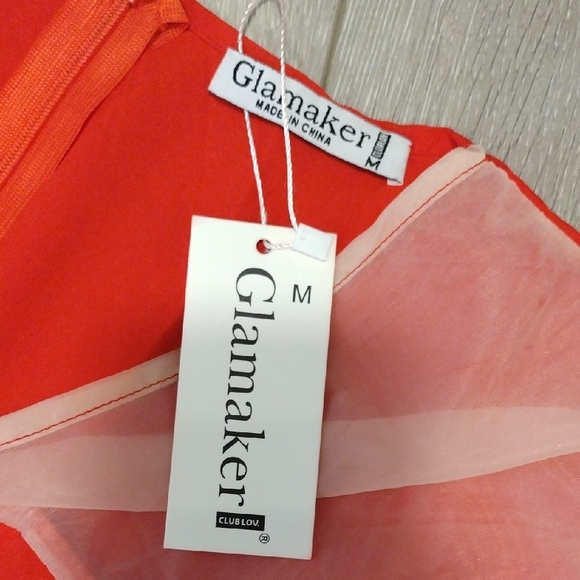 Glamaker
MADE IN CHINA
M
M
Glamaker
CLUB LOV.
®